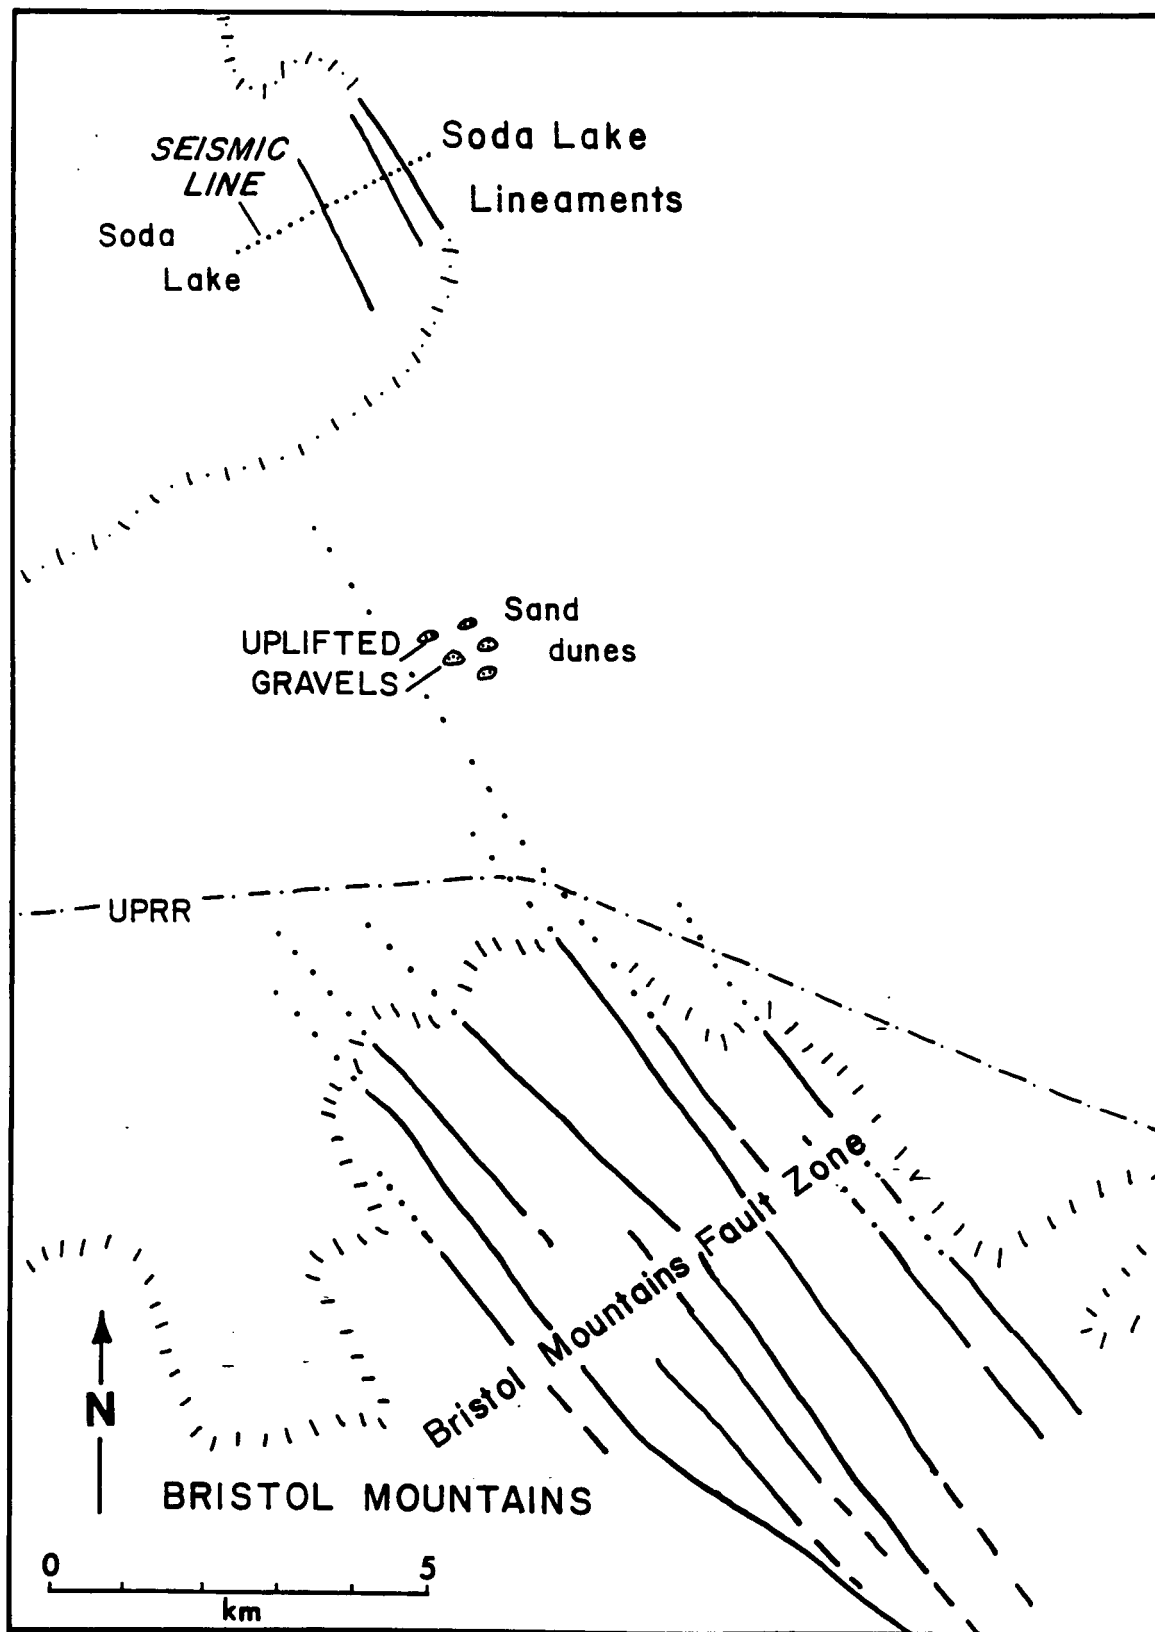 SEISMIC
LINE
Soda Lake
Lineaments
Soda
Lake
Sand
dunes
UPLIFTED
GRAVELS
UPRR
Bristol Mountains Fault Zone
N
BRISTOL MOUNTAINS
0 5
km